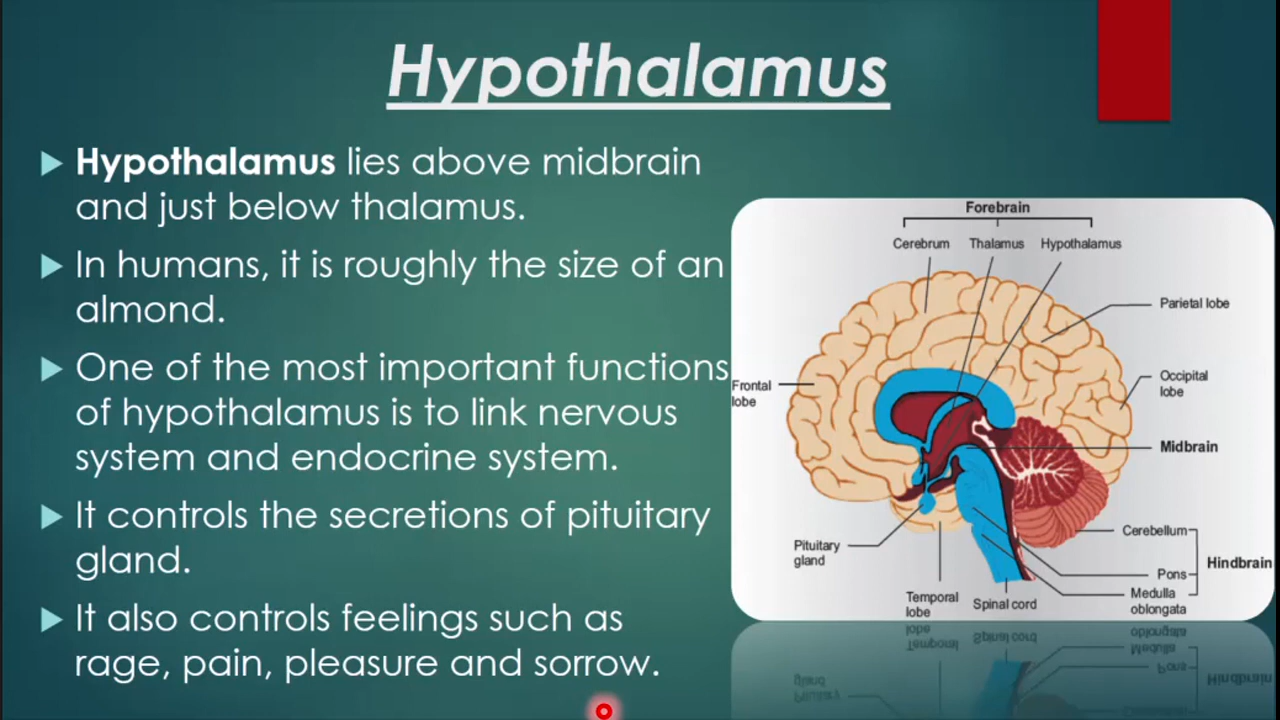 Hypothalamus
Hypothalamus lies above midbrain
and just below thalamus.
In humans, it is roughly the size of an
almond.
One of the most important functions
of hypothalamus is to link nervous
system and endocrine system.
It controls the secretions of pituitary
gland.
It also controls feelings such as
rage, pain, pleasure and sorrow.
Forebrain
Cerebrum Thalamus Hypothalamus
Parietal lobe
Frontal
lobe
Occipital
lobe
Midbrain
Pituitary
gland
Cerebellum
Hindbrain
Pons
Medulla
oblongata
Temporal
lobe
Spinal cord